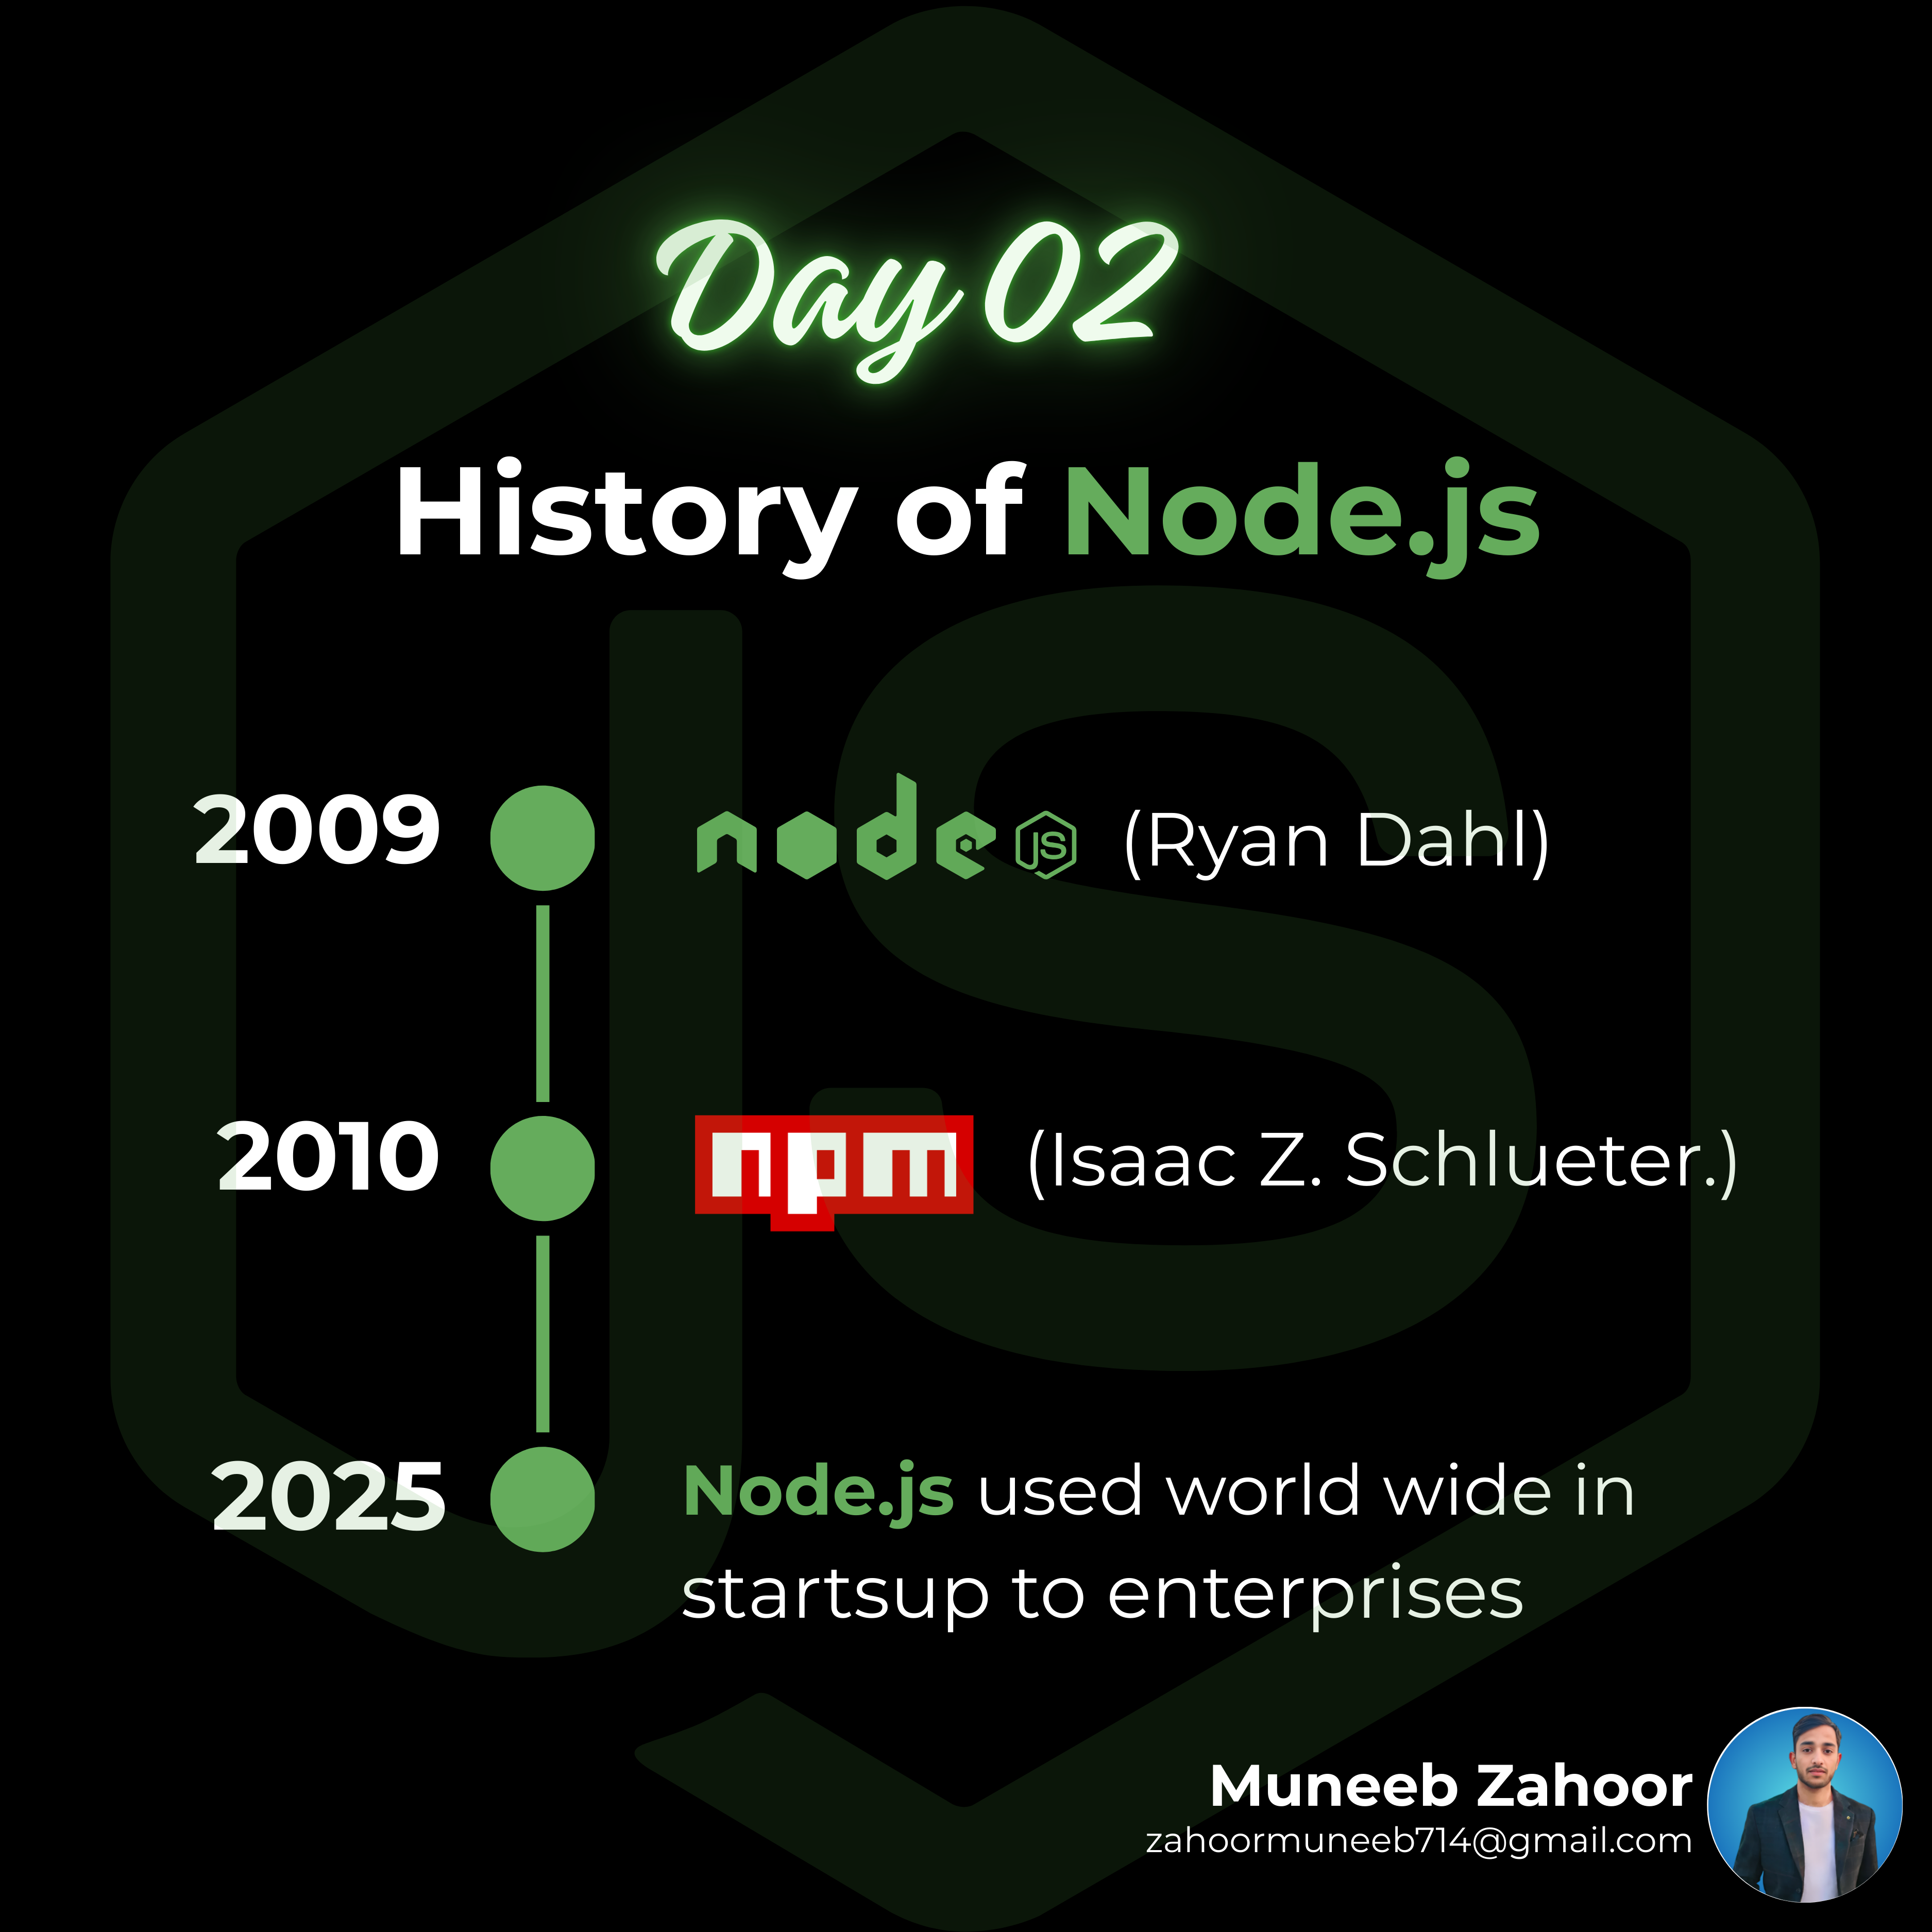 Day 02
History of Node.js
2009 node JS (Ryan Dahl)
2010 npm (Isaac Z. Schlueter.)
2025 Node.js used world wide in
startsup to enterprises
Muneeb Zahoor
zahoormuneeb714@gmail.com
JS